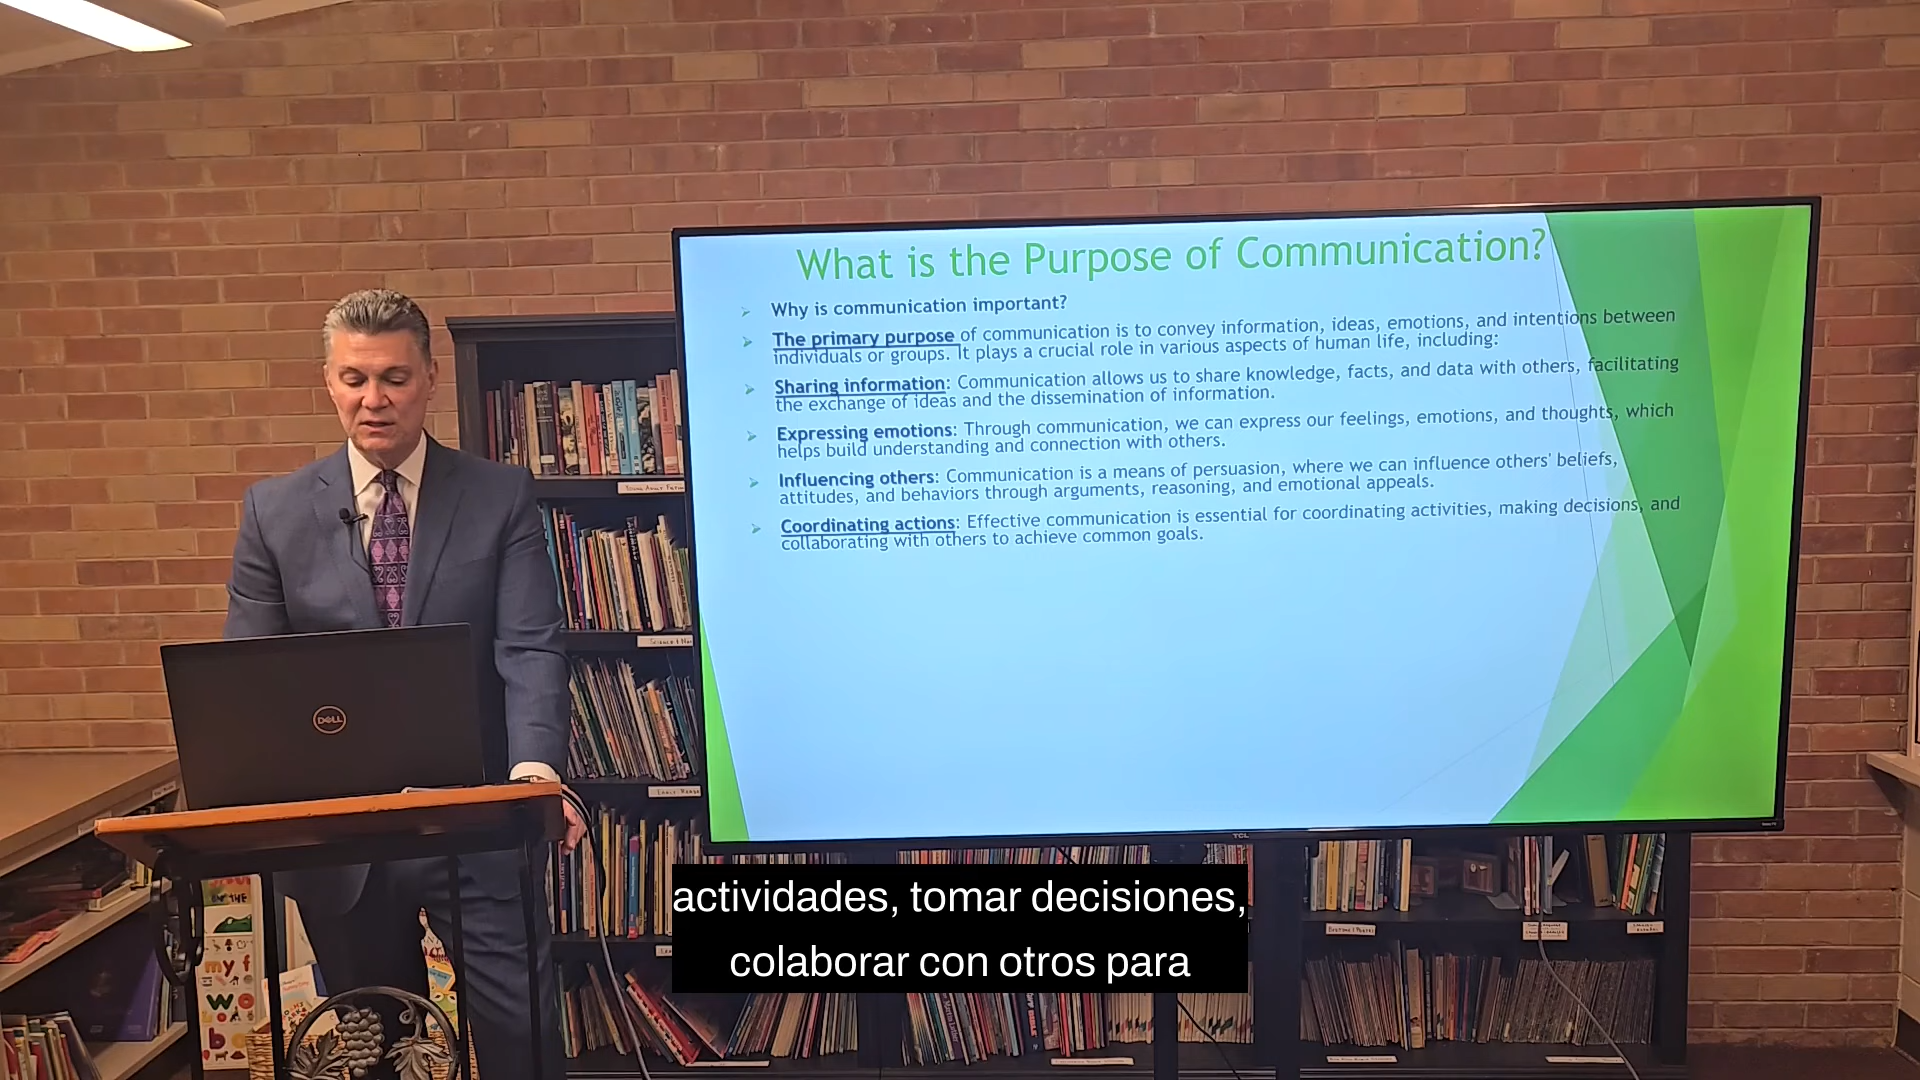 What is the Purpose of Communication?
Why is communication important?
The primary purpose of communication is to convey information, ideas, emotions, and intentions between
individuals or groups. It plays a crucial role in various aspects of human life, including:
Sharing information: Communication allows us to share knowledge, facts, and data with others, facilitating
the exchange of ideas and the dissemination of information.
Expressing emotions: Through communication, we can express our feelings, emotions, and thoughts, which
helps build understanding and connection with others.
Influencing others: Communication is a means of persuasion, where we can influence others' beliefs,
attitudes, and behaviors through arguments, reasoning, and emotional appeals.
Coordinating actions: Effective communication is essential for coordinating activities, making decisions, and
collaborating with others to achieve common goals.
DELL
TCL
my f
wo
b
actividades, tomar decisiones,
colaborar con otros para